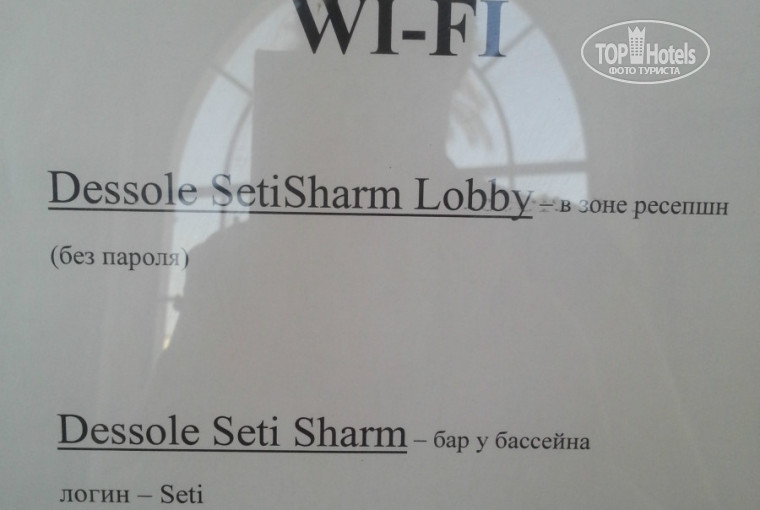 WI-FI
TOP Hotels
ФОТО ТУРИСТА
Dessole SetiSharm Lobby – в зоне ресепшн
(без пароля)
Dessole Seti Sharm – бар у бассейна
логин – Seti